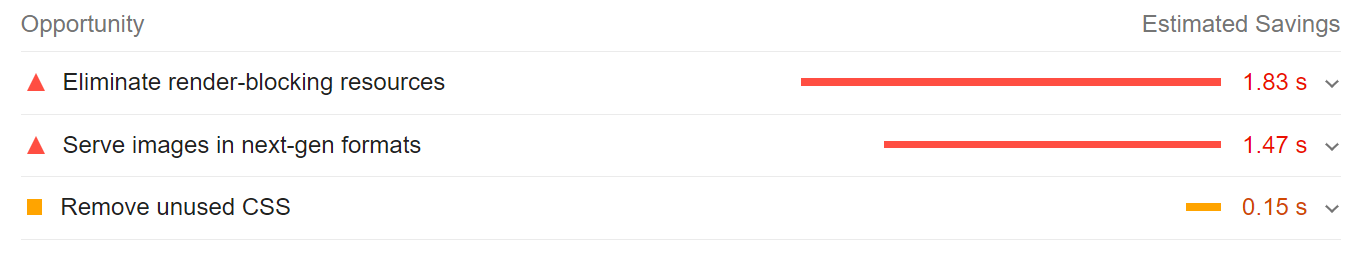 Opportunity Estimated Savings
Eliminate render-blocking resources 1.83 s
Serve images in next-gen formats 1.47 s
Remove unused CSS 0.15 s